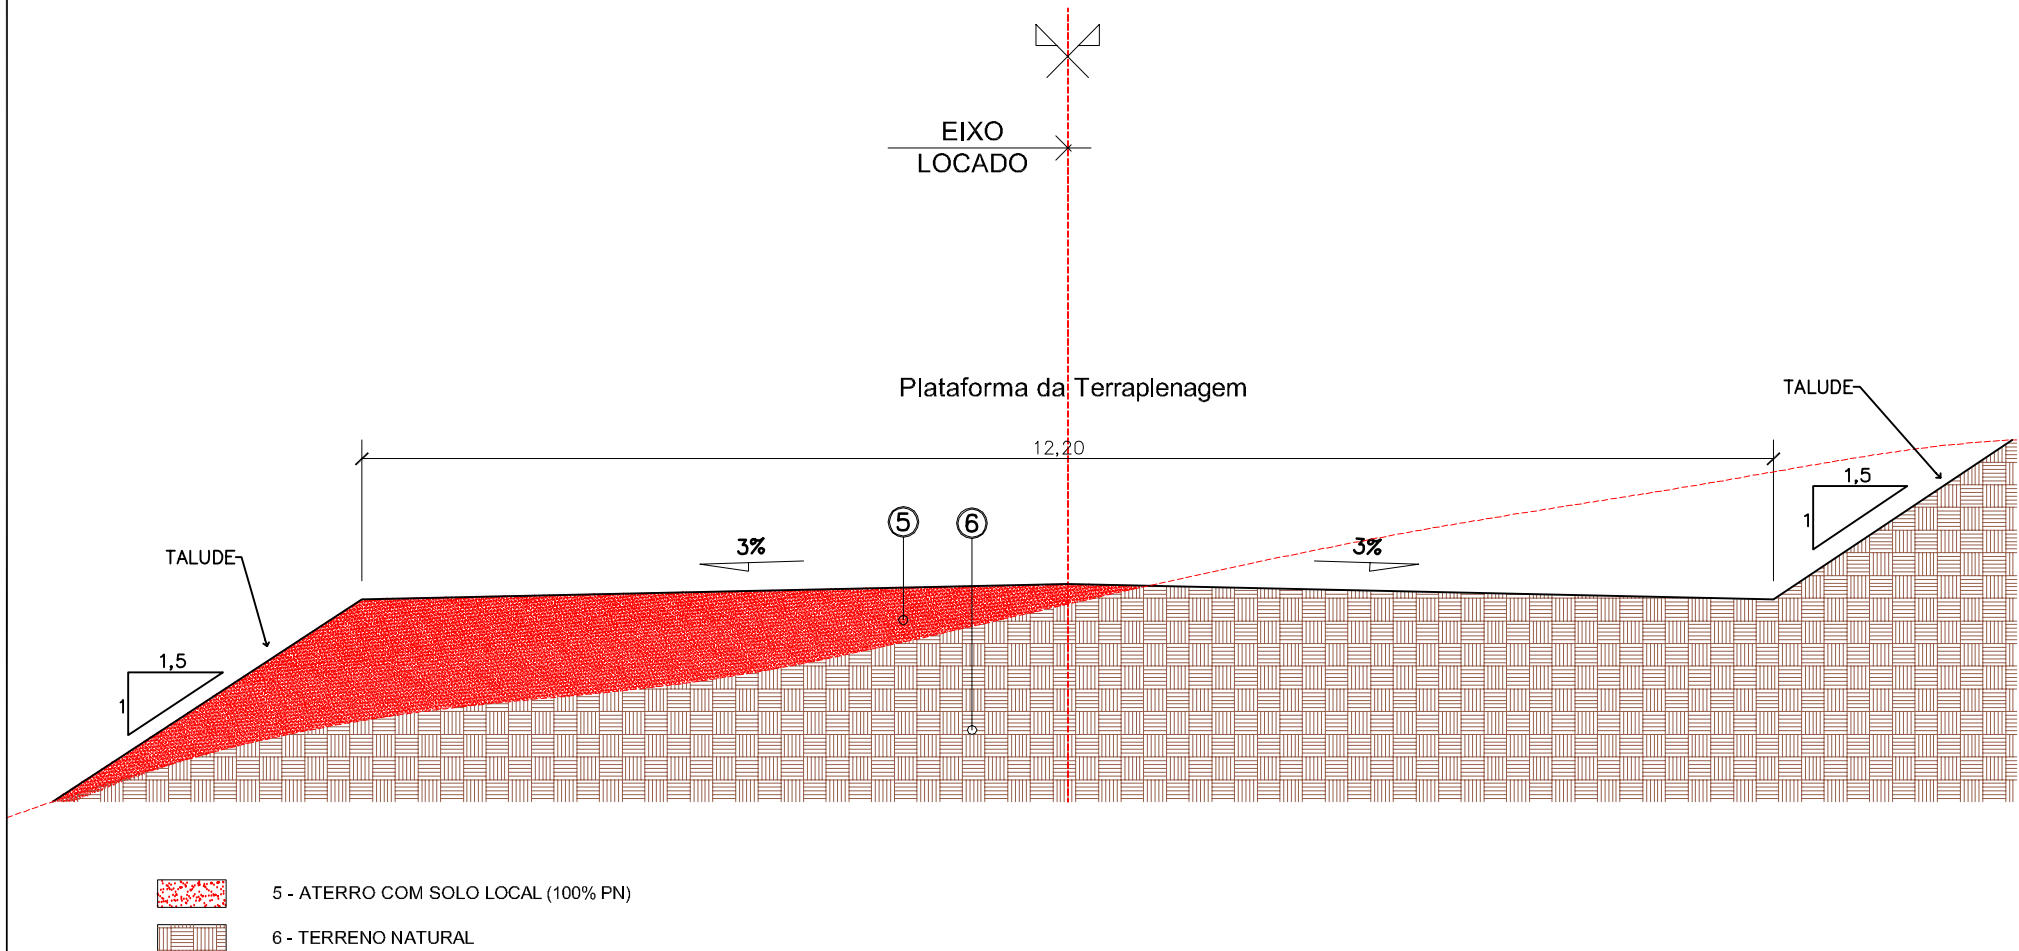 EIXO
LOCADO
Plataforma da Terraplenagem
TALUDE
12,20
1,5
1
5
6
3%
3%
TALUDE
1,5
1
5 - ATERRO COM SOLO LOCAL (100% PN)
6 - TERRENO NATURAL